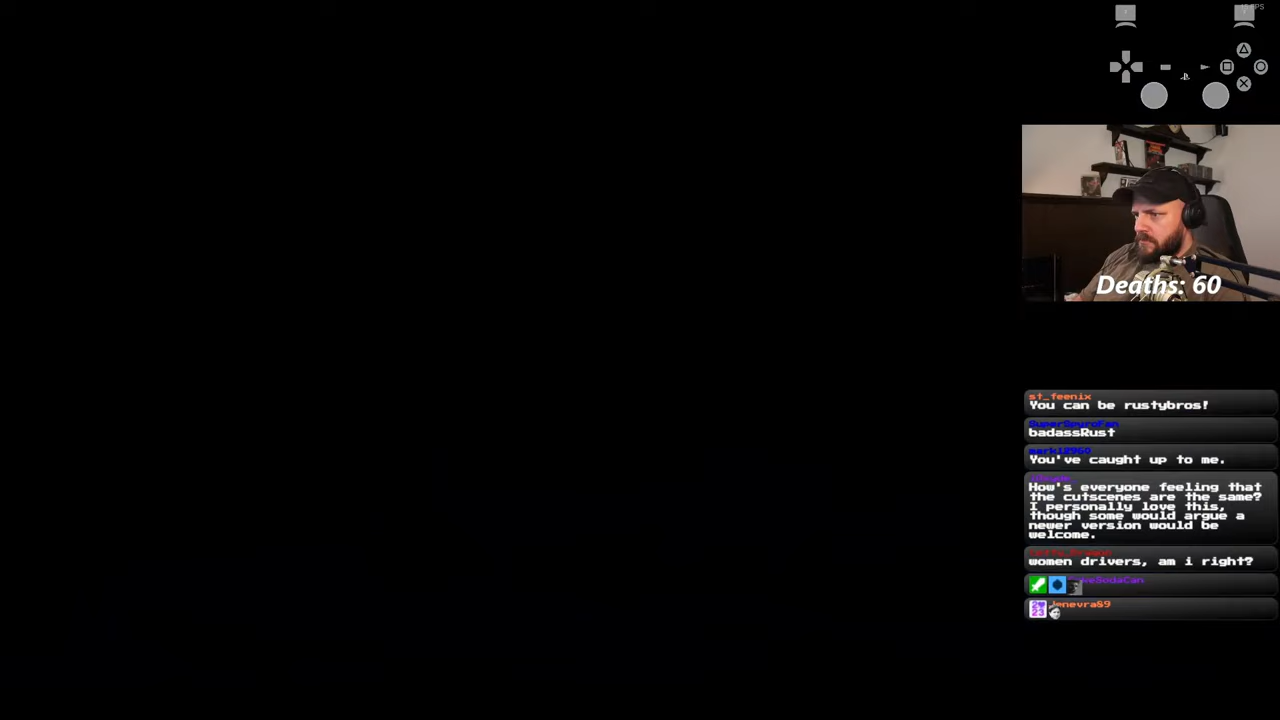 Deaths: 60
st_feenix
You can be rustybros!
SuperSpyroFan
badassRust
You've caught up to me.
How's everyone feeling that
the cutscenes are the same?
I personally love this,
though some would argue a
newer version would be
welcome.
women drivers, am i right?